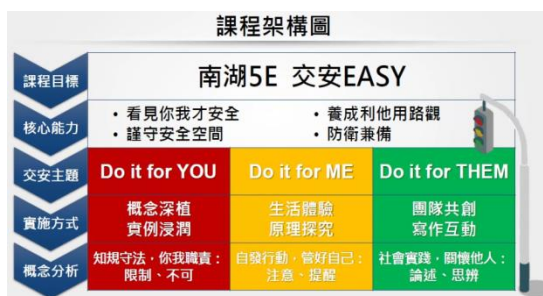 課程架構圖
課程目標
南湖5E 交安EASY
核心能力
• 看見你我才安全
• 養成利他用路觀
• 謹守安全空間
• 防衛兼備
交安主題
Do it for YOU
Do it for ME
Do it for THEM
實施方式
概念深植
實例浸潤
生活體驗
原理探究
團隊共創
寫作互動
概念分析
知規守法，你我職責：
限制、不可
自發行動，管好自己：
注意、提醒
社會實踐，關懷他人：
論述、思辨